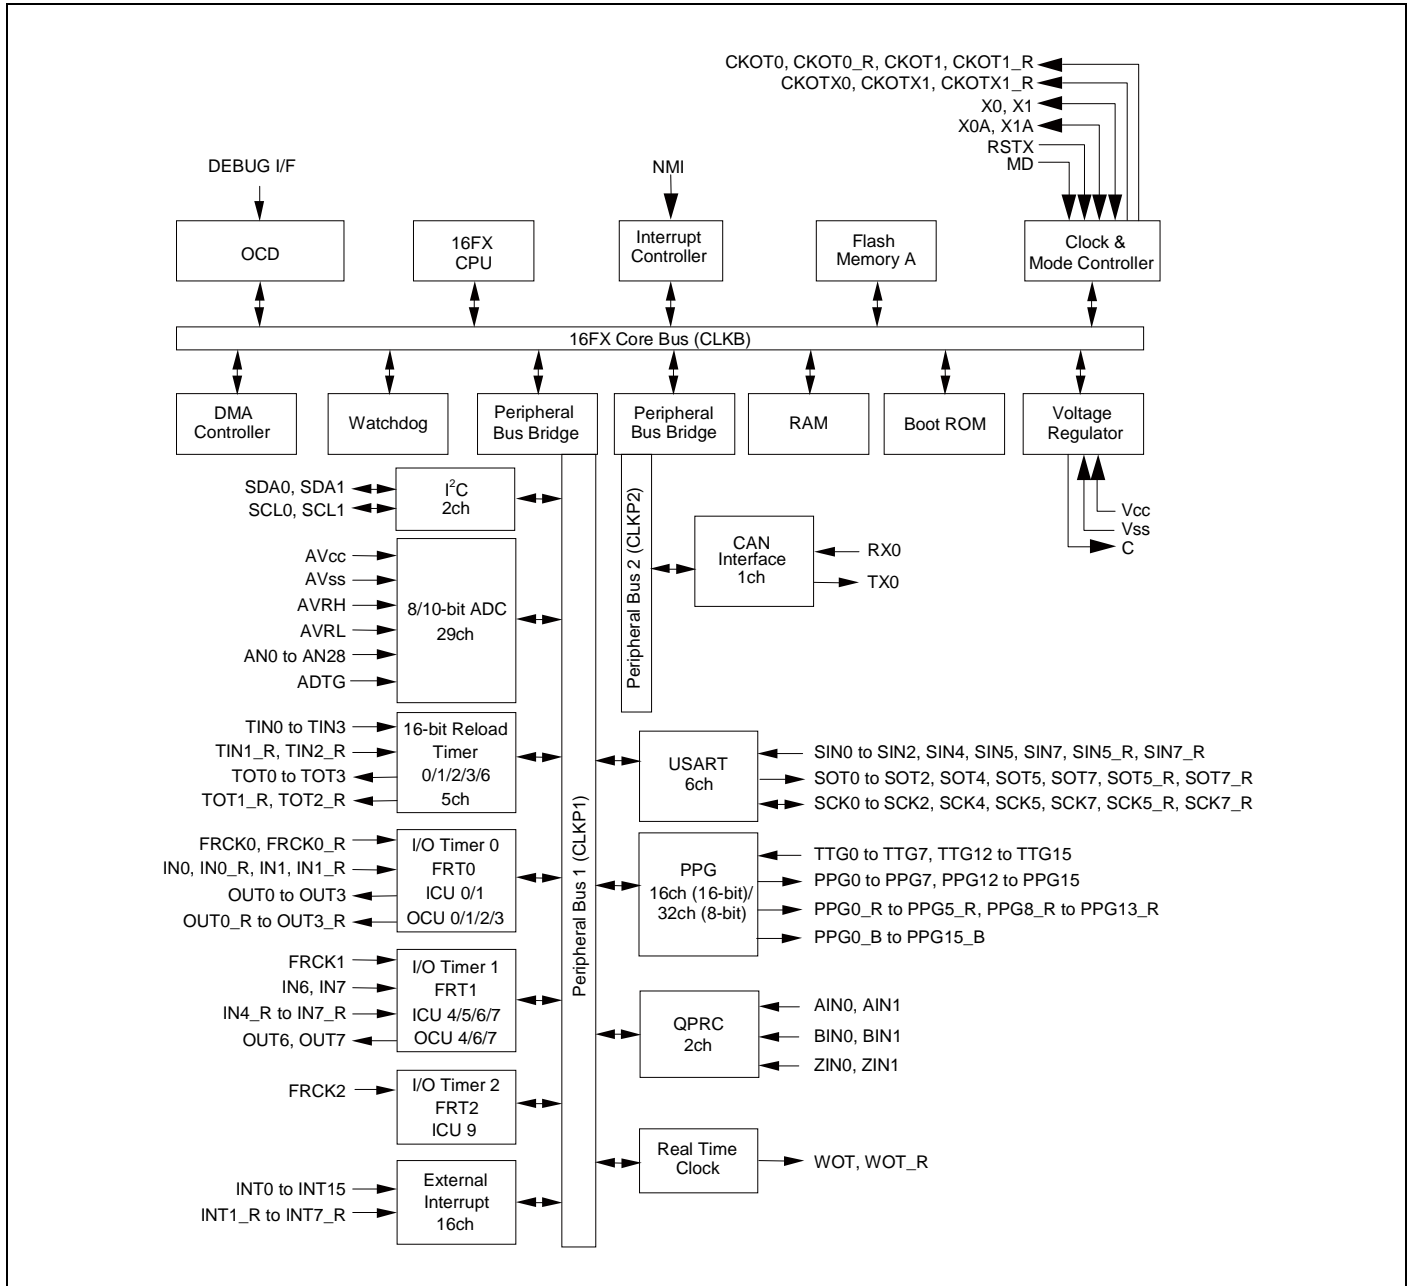 CKOT0, CKOT0_R, CKOT1, CKOT1_R
CKOTX0, CKOTX1, CKOTX1_R
X0, X1
X0A, X1A
RSTX
MD
DEBUG I/F
NMI
OCD
16FX
CPU
Interrupt
Controller
Flash
Memory A
Clock &
Mode Controller
16FX Core Bus (CLKB)
DMA
Controller
Watchdog
Peripheral
Bus Bridge
Peripheral
Bus Bridge
RAM
Boot ROM
Voltage
Regulator
Vcc
Vss
C
SDA0, SDA1
SCL0, SCL1
I²C
2ch
Peripheral Bus 1 (CLKP1)
Peripheral Bus 2 (CLKP2)
CAN
Interface
1ch
RX0
TX0
AVcc
AVss
AVRH
AVRL
AN0 to AN28
ADTG
8/10-bit ADC
29ch
TIN0 to TIN3
TIN1_R, TIN2_R
TOT0 to TOT3
TOT1_R, TOT2_R
16-bit Reload
Timer
0/1/2/3/6
5ch
USART
6ch
SIN0 to SIN2, SIN4, SIN5, SIN7, SIN5_R, SIN7_R
SOT0 to SOT2, SOT4, SOT5, SOT7, SOT5_R, SOT7_R
SCK0 to SCK2, SCK4, SCK5, SCK7, SCK5_R, SCK7_R
FRCK0, FRCK0_R
IN0, IN0_R, IN1, IN1_R
OUT0 to OUT3
OUT0_R to OUT3_R
I/O Timer 0
FRT0
ICU 0/1
OCU 0/1/2/3
PPG
16ch (16-bit)/
32ch (8-bit)
TTG0 to TTG7, TTG12 to TTG15
PPG0 to PPG7, PPG12 to PPG15
PPG0_R to PPG5_R, PPG8_R to PPG13_R
PPG0_B to PPG15_B
FRCK1
IN6, IN7
IN4_R to IN7_R
OUT6, OUT7
I/O Timer 1
FRT1
ICU 4/5/6/7
OCU 4/6/7
QPRC
2ch
AIN0, AIN1
BIN0, BIN1
ZIN0, ZIN1
FRCK2
I/O Timer 2
FRT2
ICU 9
Real Time
Clock
WOT, WOT_R
INT0 to INT15
INT1_R to INT7_R
External
Interrupt
16ch